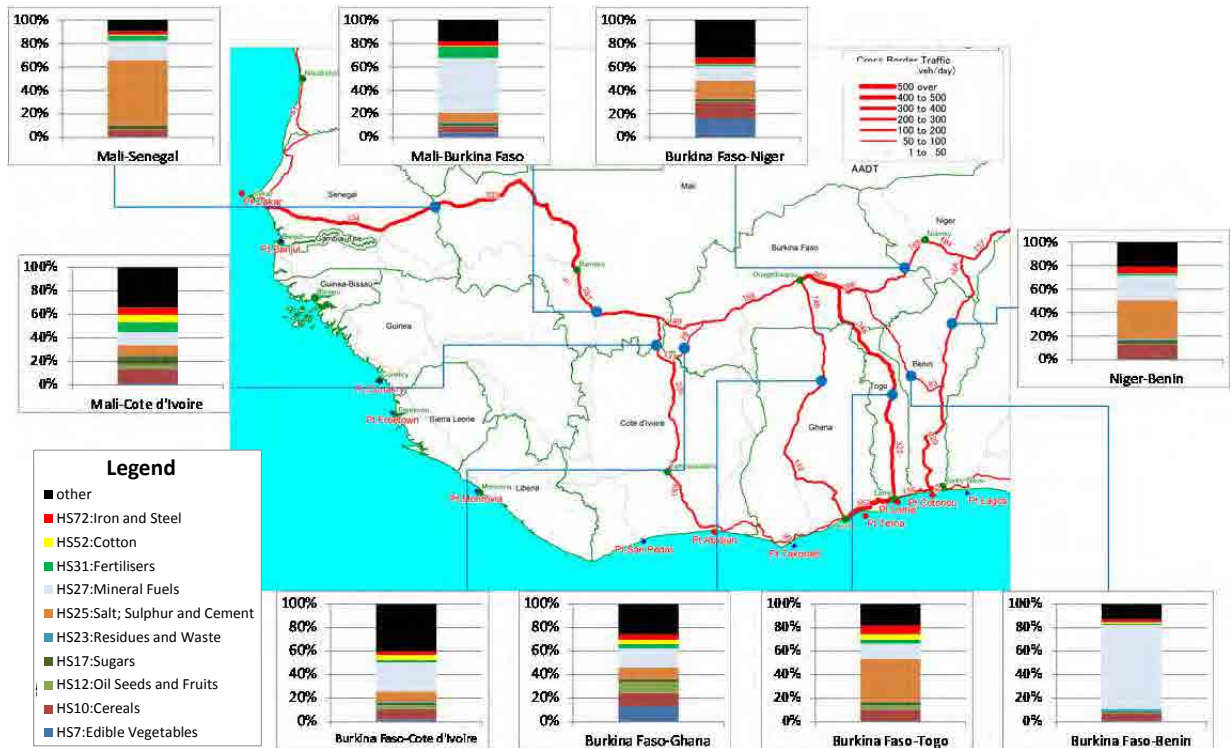 100%
80%
60%
40%
20%
0%
Mali-Senegal
100%
80%
60%
40%
20%
0%
Mali-Burkina Faso
100%
80%
60%
40%
20%
0%
Burkina Faso-Niger
Cross Border Traffic
(veh/day)
500 over
400 to 500
300 to 400
200 to 300
100 to 200
50 to 100
1 to 50
AADT
Mali
Senegal
Niger
Burkina Faso
Pt Dakar
Pt Banjul
Gambia The
Guinea-Bissau
Bissau
Bamako
Ouagadougou
Niamey
Guinea
Benin
Togo
Sierra Leone
Cote d'Ivoire
Ghana
Pt Conakry
Pt Freetown
Liberia
Monrovia
Pt Monrovia
Pt San Pedro
Pt Abidjan
Pt Takoradi
Pt Tema
Pt Lome
Pt Cotonou
Pt Lagos
100%
80%
60%
40%
20%
0%
Mali-Cote d'Ivoire
100%
80%
60%
40%
20%
0%
Niger-Benin
Legend
other
HS72:Iron and Steel
HS52:Cotton
HS31:Fertilisers
HS27:Mineral Fuels
HS25:Salt; Sulphur and Cement
HS23:Residues and Waste
HS17:Sugars
HS12:Oil Seeds and Fruits
HS10:Cereals
HS7:Edible Vegetables
100%
80%
60%
40%
20%
0%
Burkina Faso-Cote d'Ivoire
100%
80%
60%
40%
20%
0%
Burkina Faso-Ghana
100%
80%
60%
40%
20%
0%
Burkina Faso-Togo
100%
80%
60%
40%
20%
0%
Burkina Faso-Benin